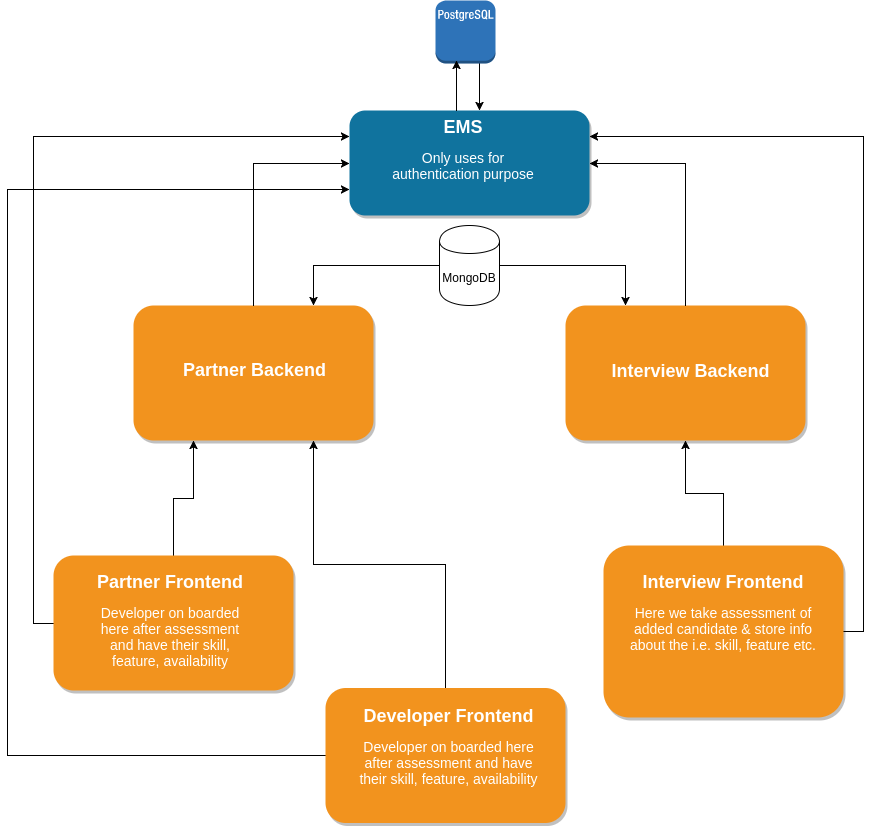 PostgreSQL
EMS
Only uses for
authentication purpose
MongoDB
Partner Backend
Interview Backend
Partner Frontend
Developer on boarded
here after assessment
and have their skill,
feature, availability
Interview Frontend
Here we take assessment of
added candidate & store info
about the i.e. skill, feature etc.
Developer Frontend
Developer on boarded here
after assessment and have
their skill, feature, availability